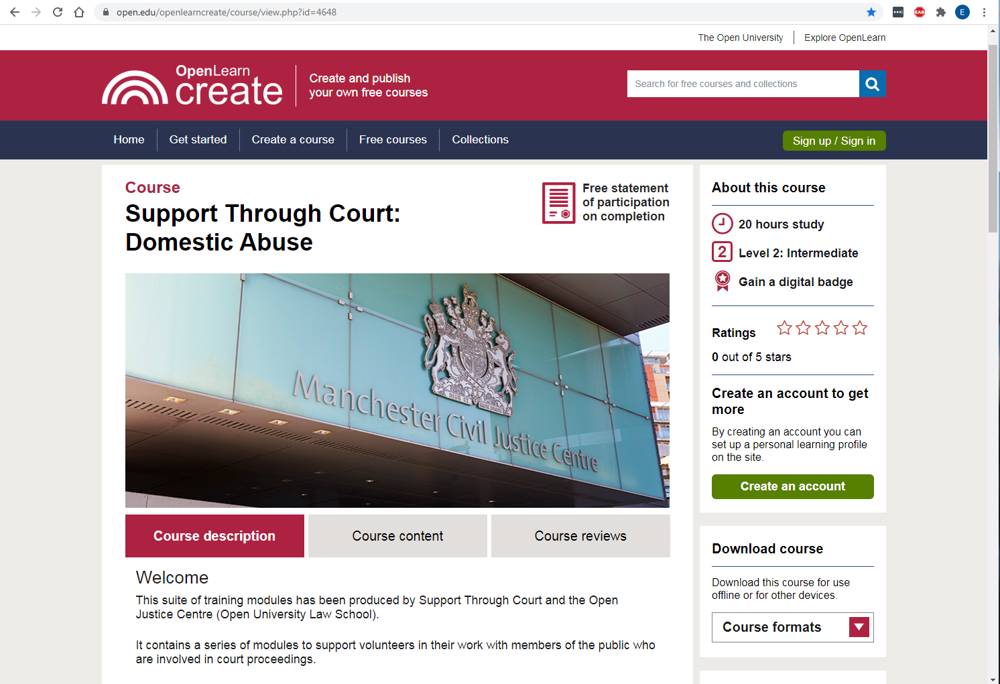 open.edu/openlearncreate/course/view.php?id=4648
EAB
E
The Open University
Explore OpenLearn
OpenLearn
create
Create and publish
your own free courses
Search for free courses and collections
Home
Get started
Create a course
Free courses
Collections
Sign up / Sign in
Course
Support Through Court:
Domestic Abuse
Free statement
of participation
on completion
Manchester Civil Justice Centre
Course description
Course content
Course reviews
Welcome
This suite of training modules has been produced by Support Through Court and the Open
Justice Centre (Open University Law School).
It contains a series of modules to support volunteers in their work with members of the public who
are involved in court proceedings.
About this course
20 hours study
2
Level 2: Intermediate
Gain a digital badge
Ratings
0 out of 5 stars
Create an account to get
more
By creating an account you can
set up a personal learning profile
on the site.
Create an account
Download course
Download this course for use
offline or for other devices.
Course formats